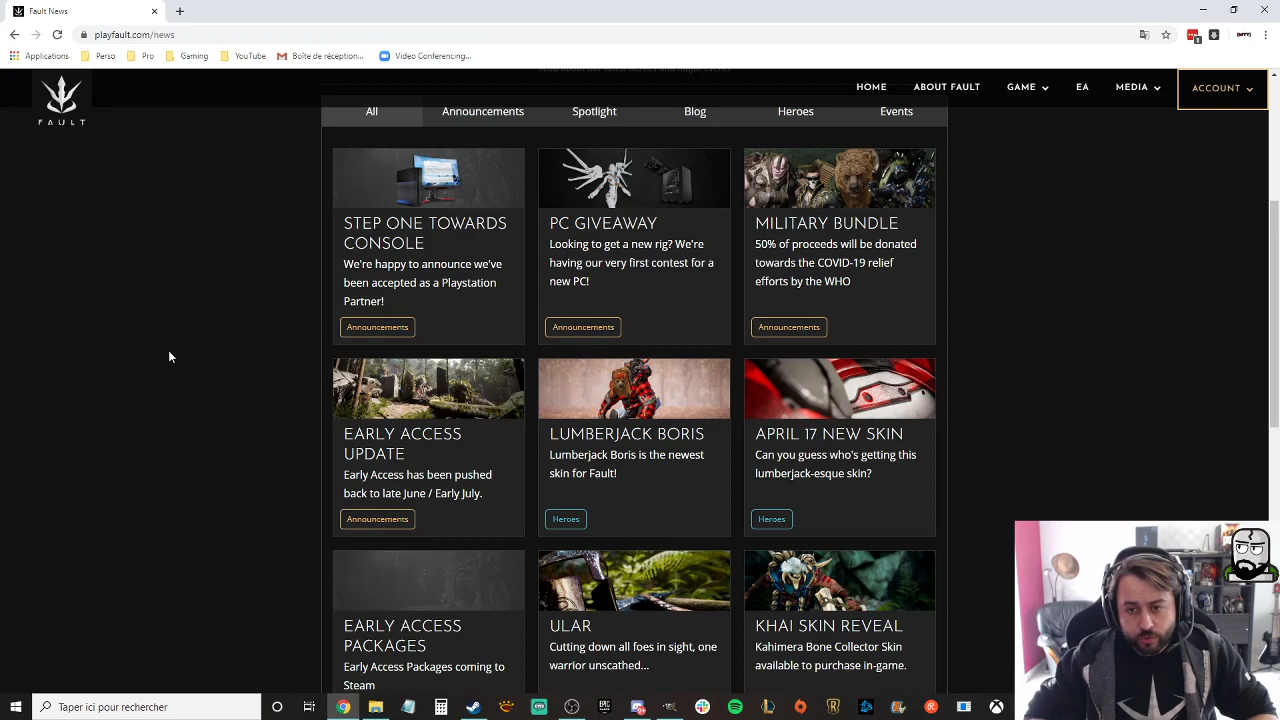 Fault News
playfault.com/news
Applications
Perso
Pro
Gaming
YouTube
Boîte de réception...
Video Conferencing...
FAULT
HOME
ABOUT FAULT
GAME
EA
MEDIA
ACCOUNT
All
Announcements
Spotlight
Blog
Heroes
Events
STEP ONE TOWARDS
CONSOLE
We're happy to announce we've
been accepted as a Playstation
Partner!
Announcements
PC GIVEAWAY
Looking to get a new rig? We're
having our very first contest for a
new PC!
Announcements
MILITARY BUNDLE
50% of proceeds will be donated
towards the COVID-19 relief
efforts by the WHO
Announcements
EARLY ACCESS
UPDATE
Early Access has been pushed
back to late June / Early July.
Announcements
LUMBERJACK BORIS
Lumberjack Boris is the newest
skin for Fault!
Heroes
APRIL 17 NEW SKIN
Can you guess who's getting this
lumberjack-esque skin?
Heroes
EARLY ACCESS
PACKAGES
Early Access Packages coming to
Steam
ULAR
Cutting down all foes in sight, one
warrior unscathed...
KHAI SKIN REVEAL
Kahimera Bone Collector Skin
available to purchase in-game.
Taper ici pour rechercher